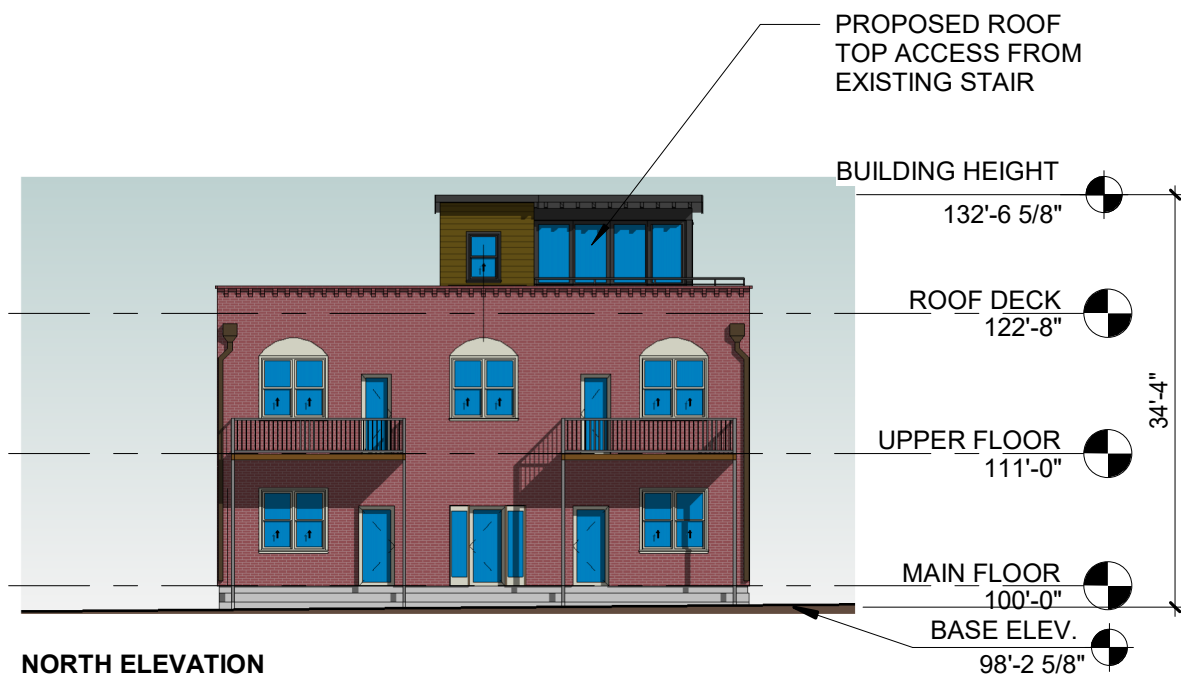 PROPOSED ROOF
TOP ACCESS FROM
EXISTING STAIR
BUILDING HEIGHT
132'-6 5/8"
ROOF DECK
122'-8"
34'-4"
UPPER FLOOR
111'-0"
MAIN FLOOR
100'-0"
BASE ELEV.
98'-2 5/8"
NORTH ELEVATION